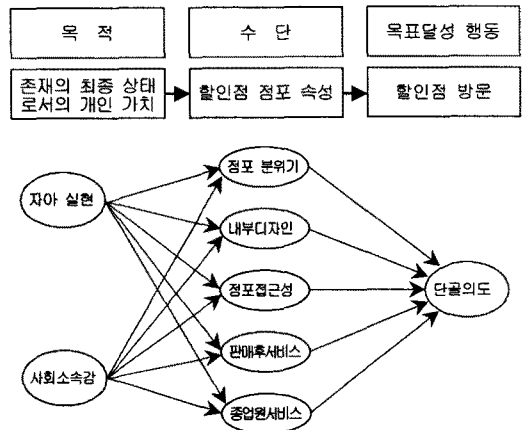 목 적
수 단
목표달성 행동
존재의 최종 상태
로서의 개인 가치
할인점 점포 속성
할인점 방문
점포 분위기
자아 실현
내부디자인
점포접근성
단골의도
판매후서비스
사회소속감
종업원서비스